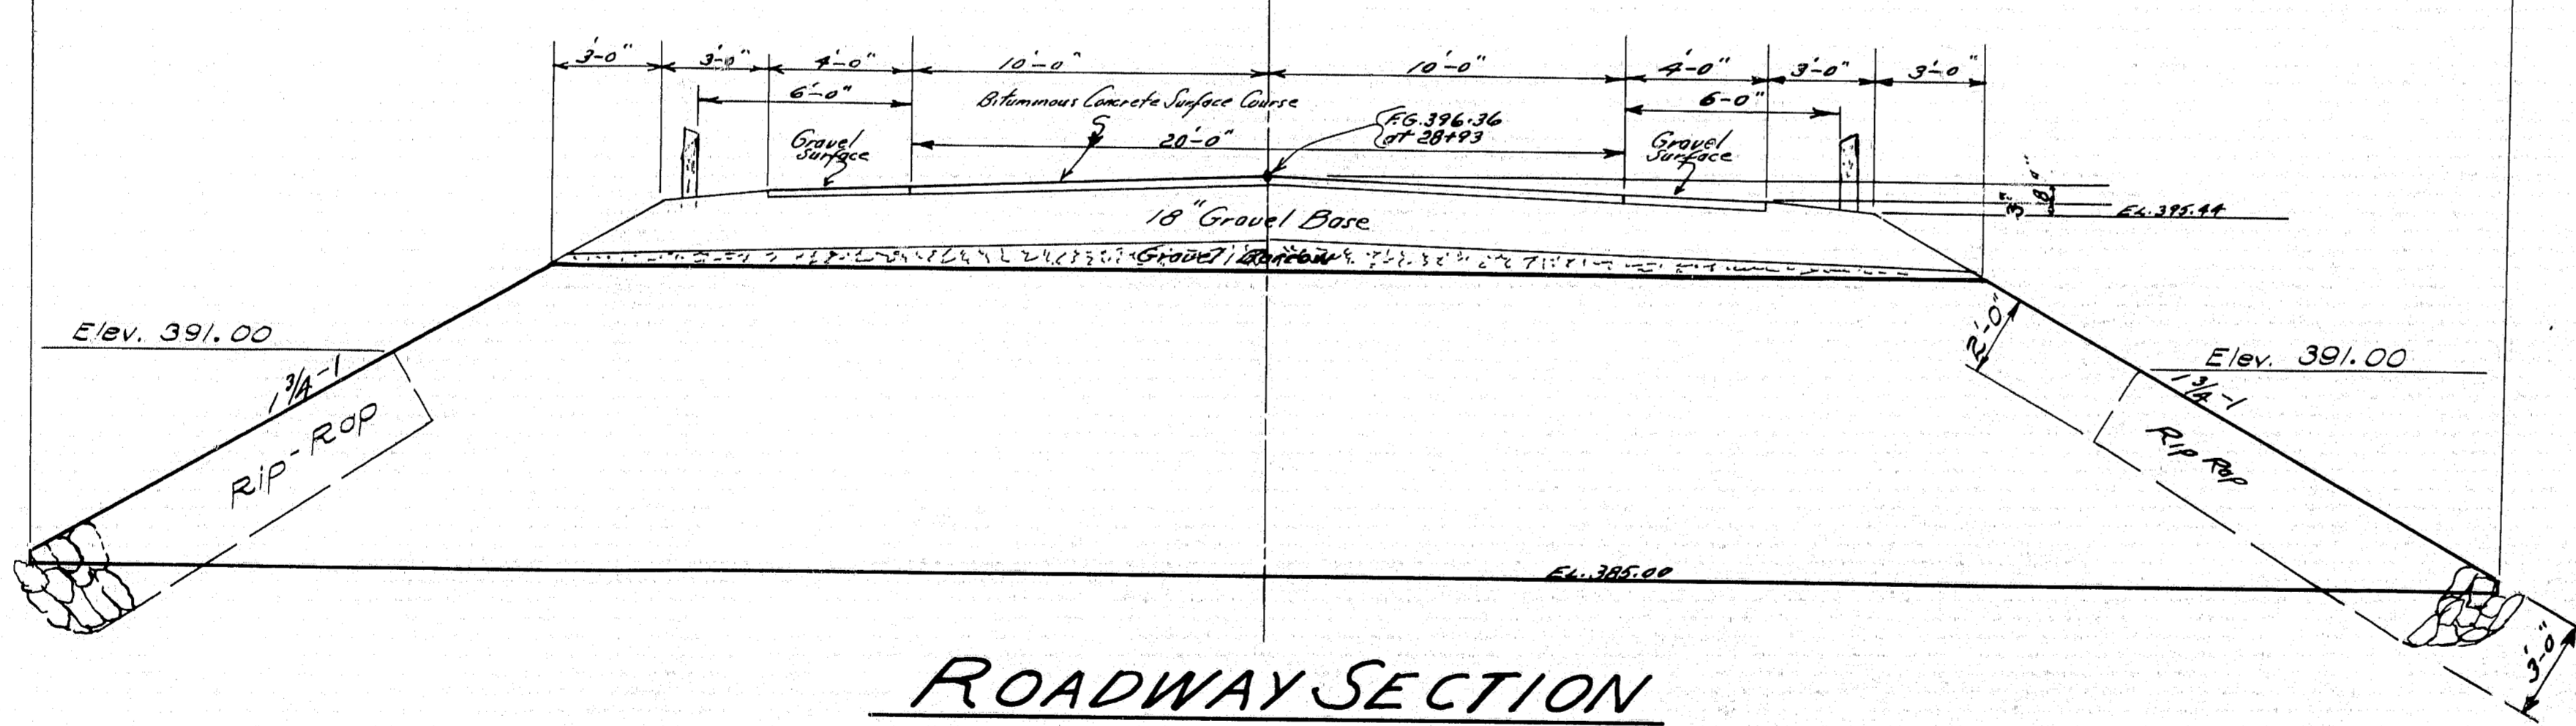 3'-0" 3'-0" 4'-0" 10'-0" 10'-0" 4'-0" 3'-0" 3'-0"
6'-0" Bituminous Concrete Surface Course 6'-0"
F.G. 396.36
at 28+93
20'-0"
Gravel
Surface
Gravel
Surface
8"
3"
EL. 395.44
18" Gravel Base
Gravel Borrow
Elev. 391.00
1 3/4-1
Rip-Rap
2'-0"
Elev. 391.00
1 3/4-1
Rip Rap
EL. 385.00
3'-0"
ROADWAY SECTION